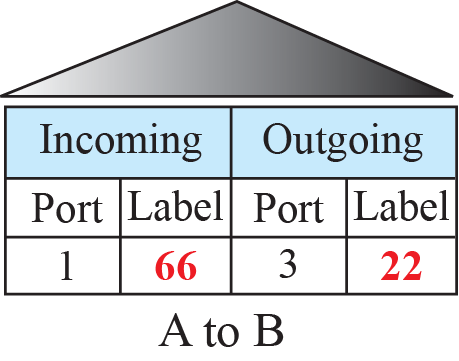 Incoming Outgoing
Port Label Port Label
1 66 3 22
A to B